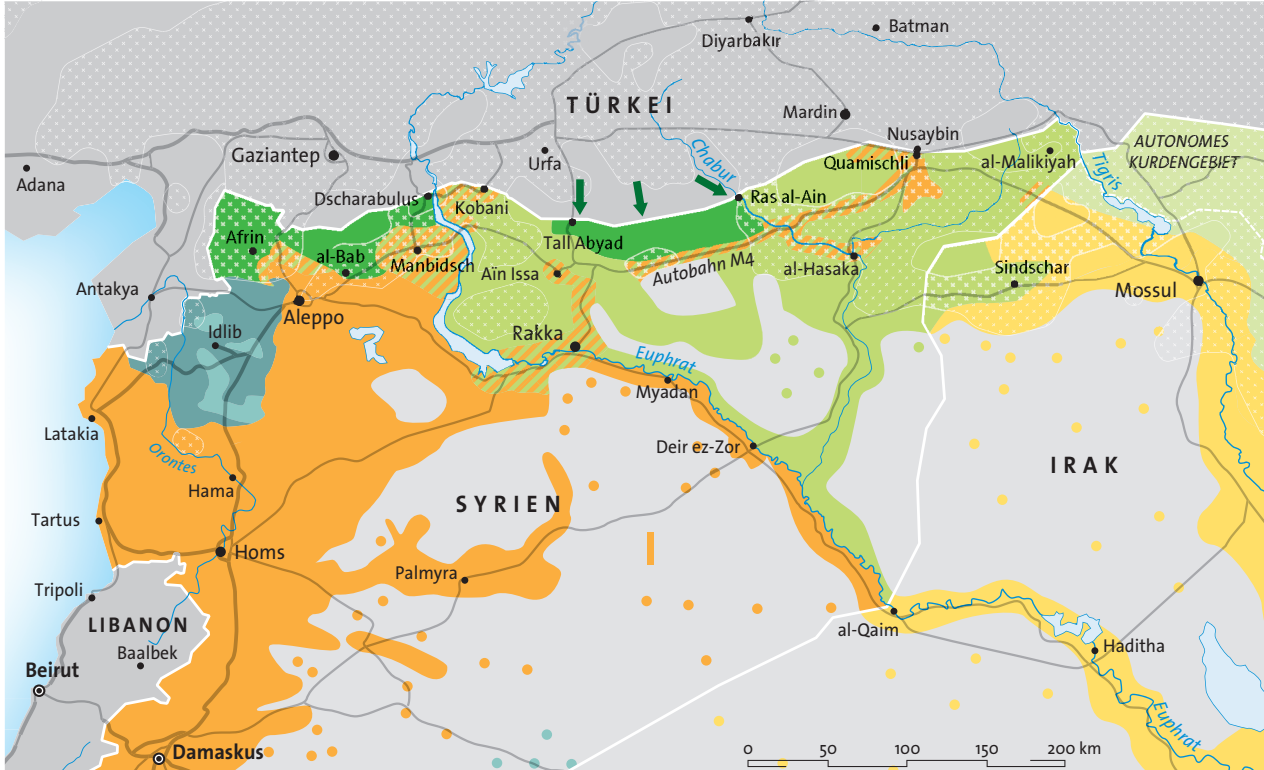 Batman
Diyarbakır
TÜRKEI
Mardin
Nusaybin
AUTONOMES
KURDENGEBIET
Gaziantep
Urfa
Chabur
Quamischli
al-Malikiyah
Tigris
Adana
Dscharabulus
Kobani
Ras al-Ain
Afrin
al-Bab
Manbidsch
Tall Abyad
Aïn Issa
Autobahn M4
al-Hasaka
Sindschar
Mossul
Antakya
Aleppo
Idlib
Rakka
Euphrat
Myadan
Latakia
Orontes
Deir ez-Zor
IRAK
Hama
SYRIEN
Tartus
Homs
Palmyra
Tripoli
LIBANON
al-Qaim
Baalbek
Haditha
Beirut
Euphrat
Damaskus
0 50 100 150 200 km